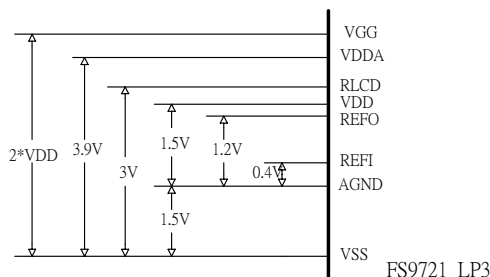 VGG
VDDA
RLCD
VDD
REFO
1.5V
1.2V
3.9V
2*VDD
3V
REFI
0.4V
AGND
1.5V
VSS
FS9721_LP3